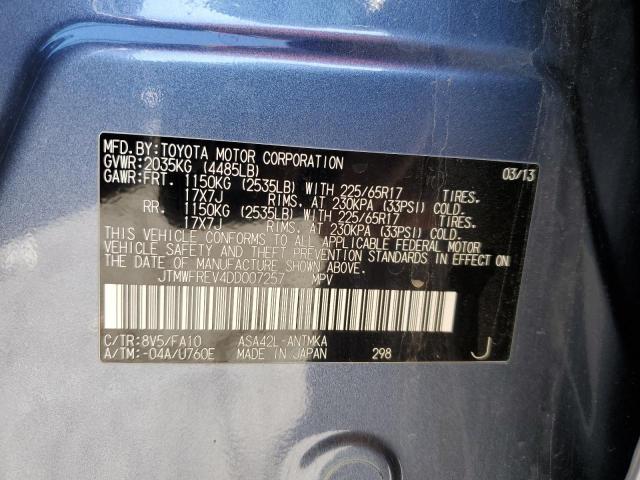 MFD.BY:TOYOTA MOTOR CORPORATION 03/13
GVWR:2035KG (4485LB)
GAWR:FRT. 1150KG (2535LB) WITH 225/65R17 TIRES.
17X7J RIMS. AT 230KPA (33PSI) COLD.
RR. 1150KG (2535LB) WITH 225/65R17 TIRES.
17X7J RIMS. AT 230KPA (33PSI) COLD.
THIS VEHICLE CONFORMS TO ALL APPLICABLE FEDERAL MOTOR
VEHICLE SAFETY AND THEFT PREVENTION STANDARDS IN EFFECT ON
THE DATE OF MANUFACTURE SHOWN ABOVE.
JTMWFREV4DD007257 MPV
C/TR:8V5/FA10 ASA42L-ANTMKA
A/TM:-04A/U760E MADE IN JAPAN 298 J